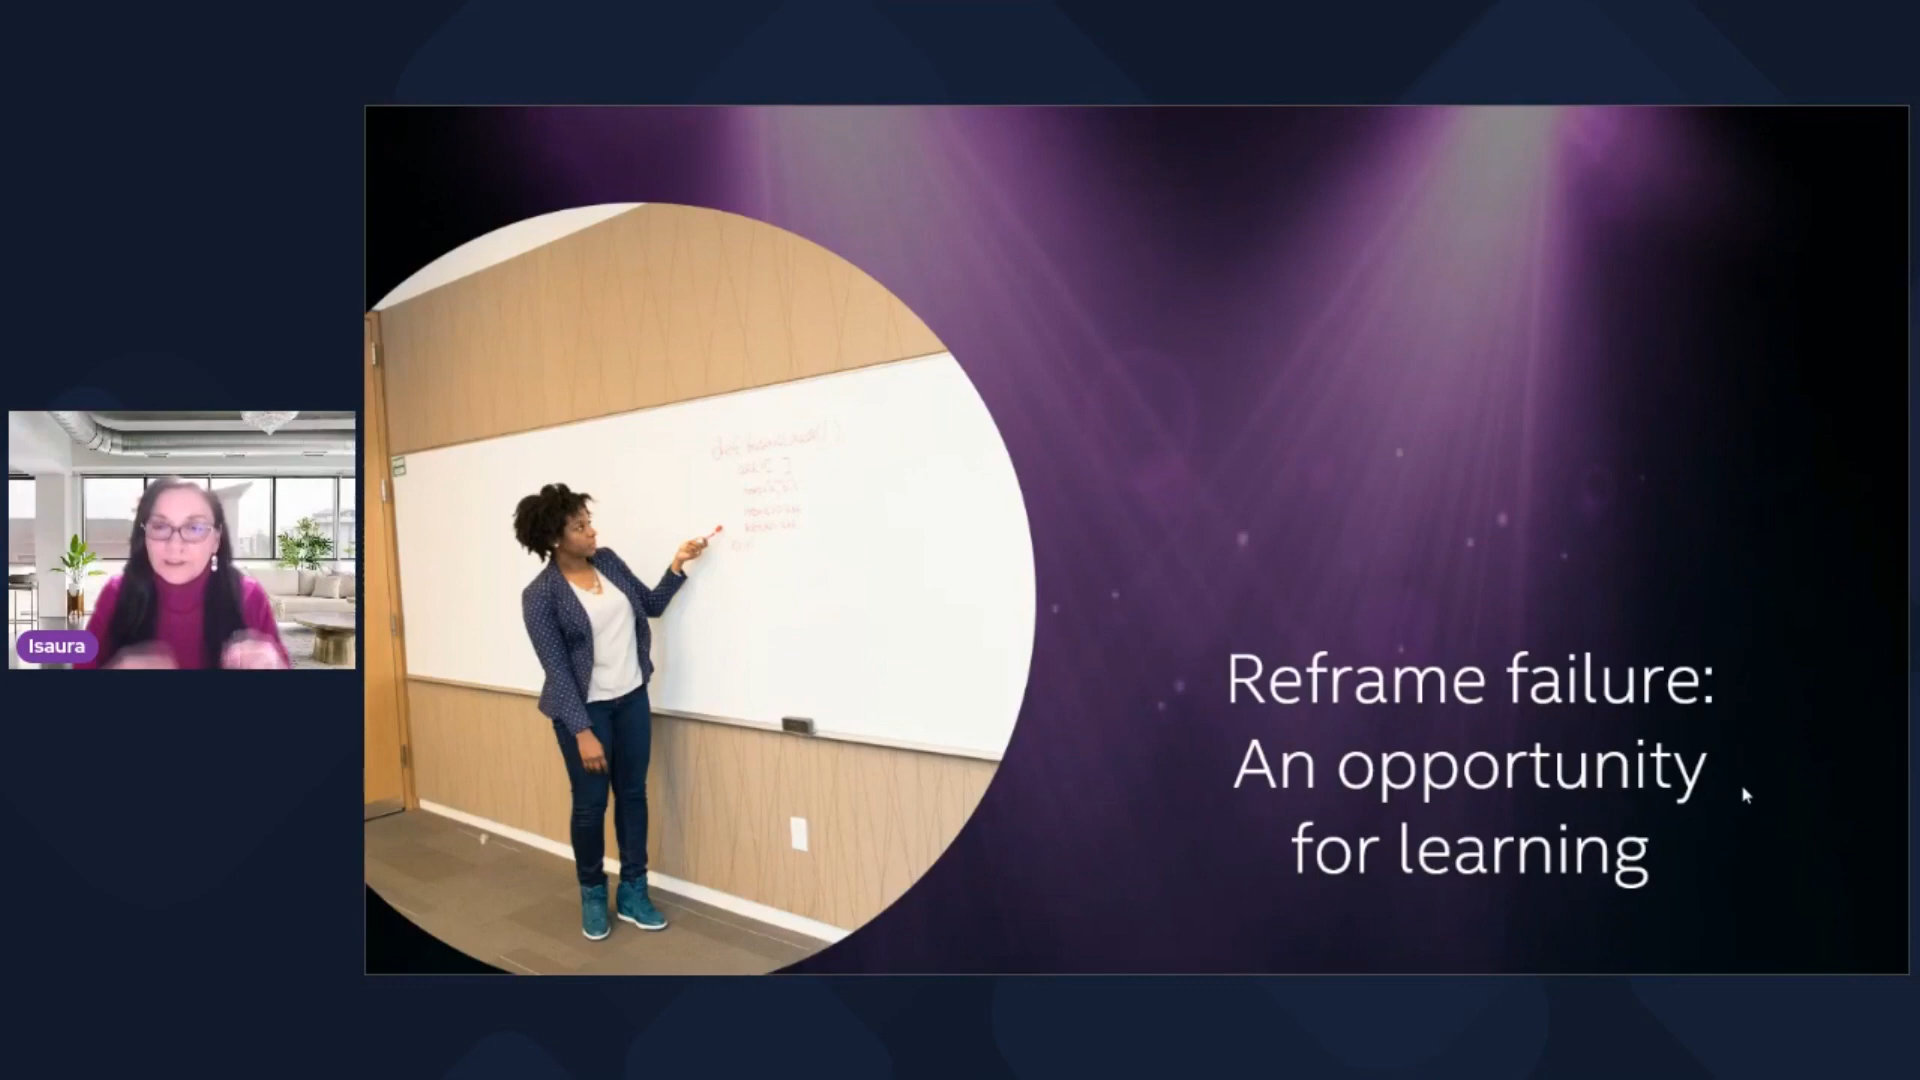 Isaura
Reframe failure:
An opportunity
for learning